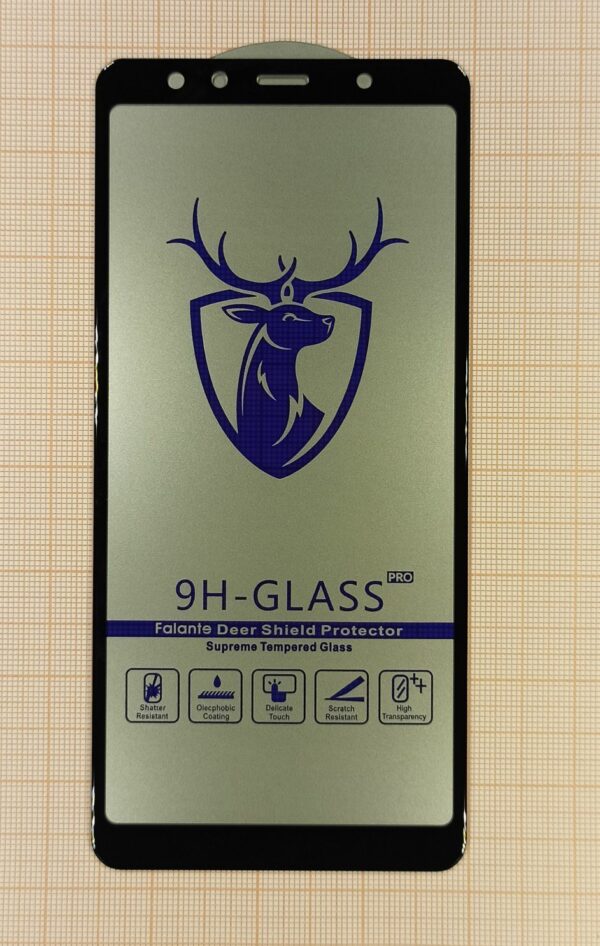 9H-GLASS PRO
Falante Deer Shield Protector
Supreme Tempered Glass
Shatter Resistant
Olecphobic Coating
Delicate Touch
Scratch Resistant
High Transparency